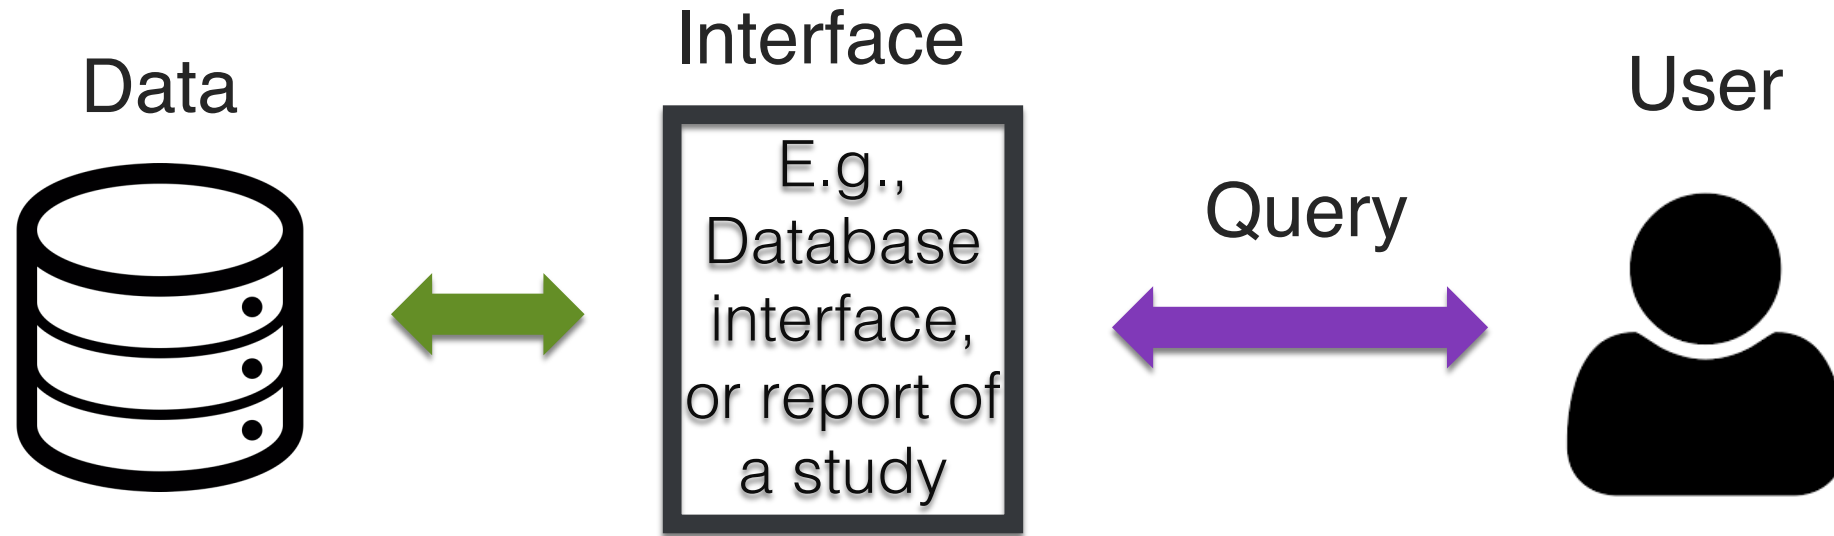 Data
Interface
E.g.,
Database
interface,
or report of
a study
Query
User